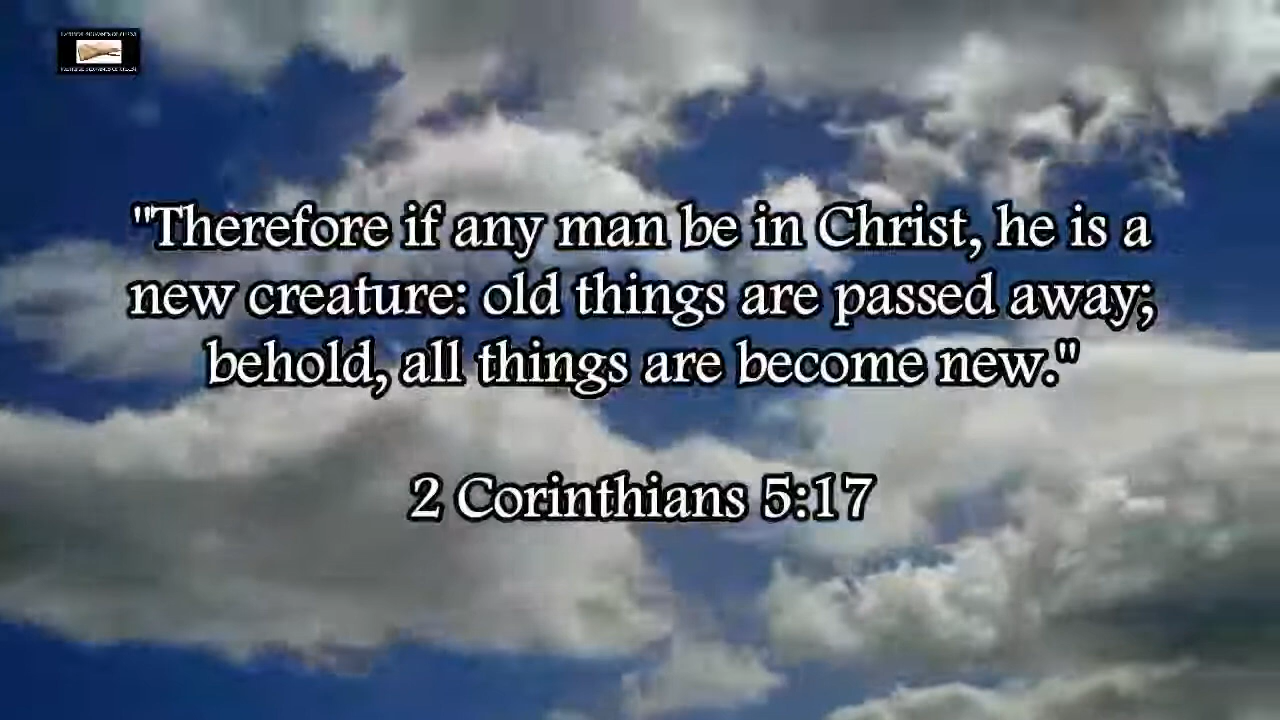 "Therefore if any man be in Christ, he is a
new creature: old things are passed away;
behold, all things are become new."
2 Corinthians 5:17